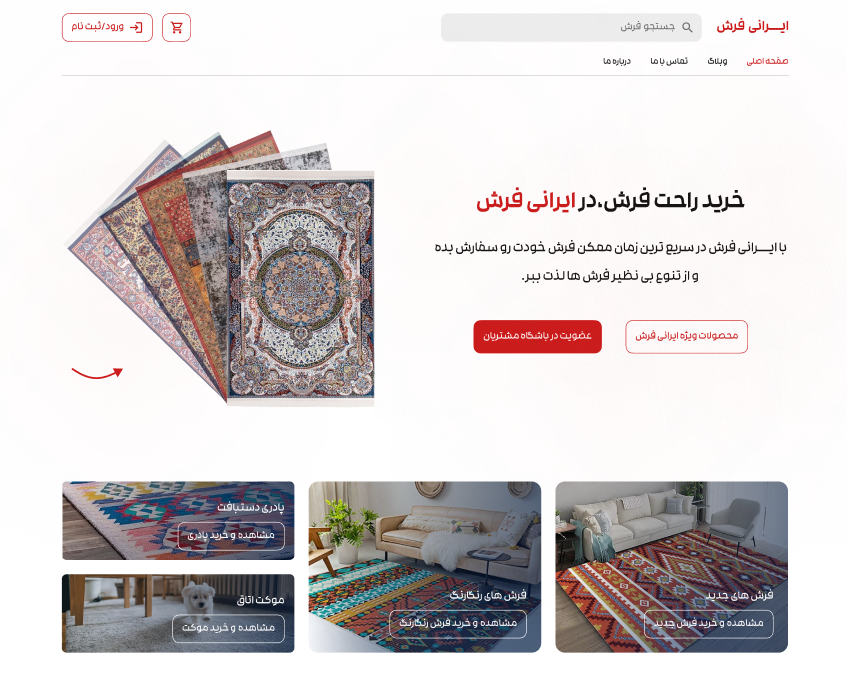 ایـــرانی فرش
جستجو فرش
ورود/ثبت نام
صفحه اصلی
وبلاگ
تماس با ما
درباره ما
خرید راحت فرش،در ایرانی فرش
با ایـــرانی فرش در سریع ترین زمان ممکن فرش خودت رو سفارش بده
و از تنوع بی نظیر فرش ها لذت ببر.
محصولات ویژه ایرانی فرش
عضویت در باشگاه مشتریان
فرش های جدید
مشاهده و خرید فرش جدید
فرش های رنگارنگ
مشاهده و خرید فرش رنگارنگ
پادری دستبافت
مشاهده و خرید پادری
موکت اتاق
مشاهده و خرید موکت